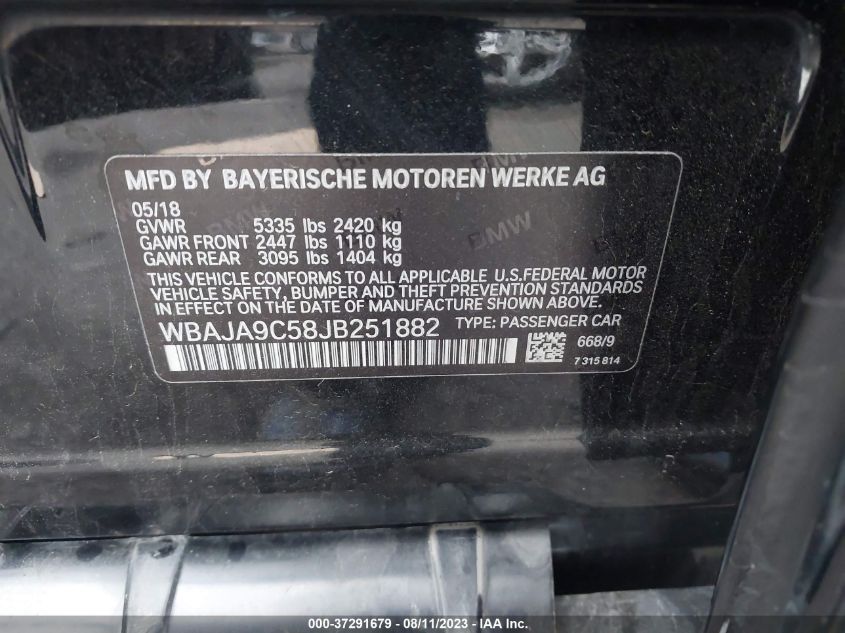 MFD BY BAYERISCHE MOTOREN WERKE AG
05/18
GVWR 5335 lbs 2420 kg
GAWR FRONT 2447 lbs 1110 kg
GAWR REAR 3095 lbs 1404 kg
THIS VEHICLE CONFORMS TO ALL APPLICABLE U.S.FEDERAL MOTOR
VEHICLE SAFETY, BUMPER AND THEFT PREVENTION STANDARDS
IN EFFECT ON THE DATE OF MANUFACTURE SHOWN ABOVE.
WBAJA9C58JB251882 TYPE: PASSENGER CAR
668/9
7 315 814
BMW
BMW
000-37291679 - 08/11/2023 - IAA Inc.